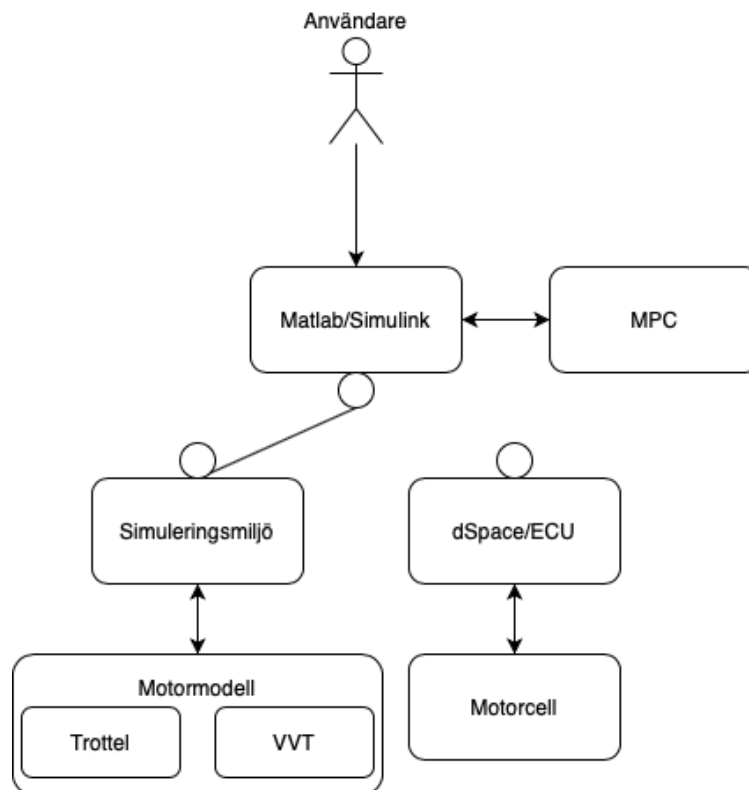 Användare
Matlab/Simulink
MPC
Simuleringsmiljö
dSpace/ECU
Motormodell
Trottel
VVT
Motorcell